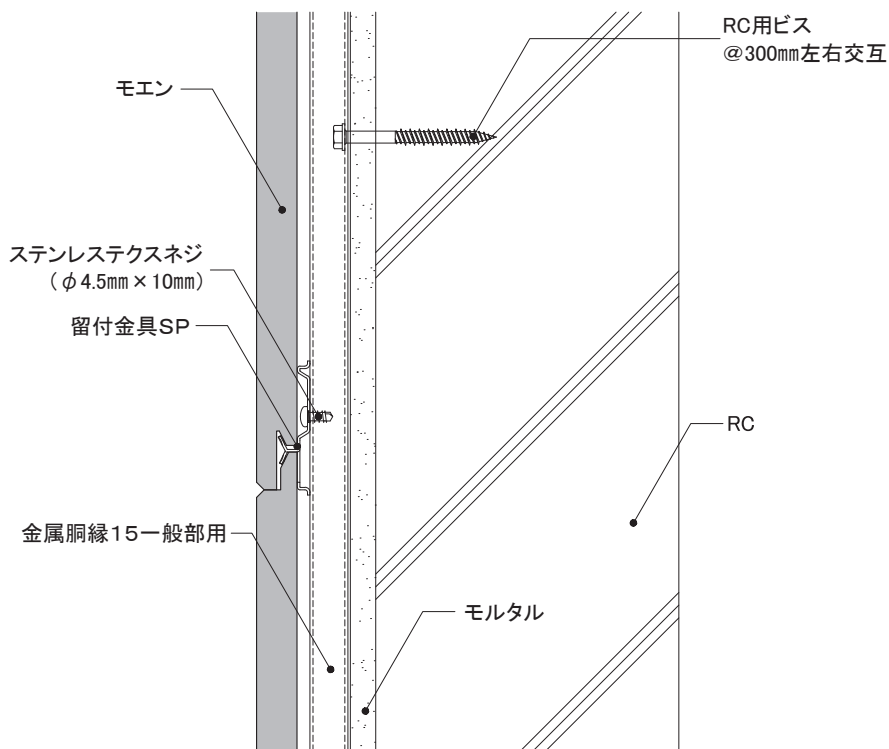 RC用ビス
@300㎜左右交互
モエン
ステンレステクスネジ
（φ4.5㎜×10㎜）
留付金具SP
RC
金属胴縁15一般部用
モルタル